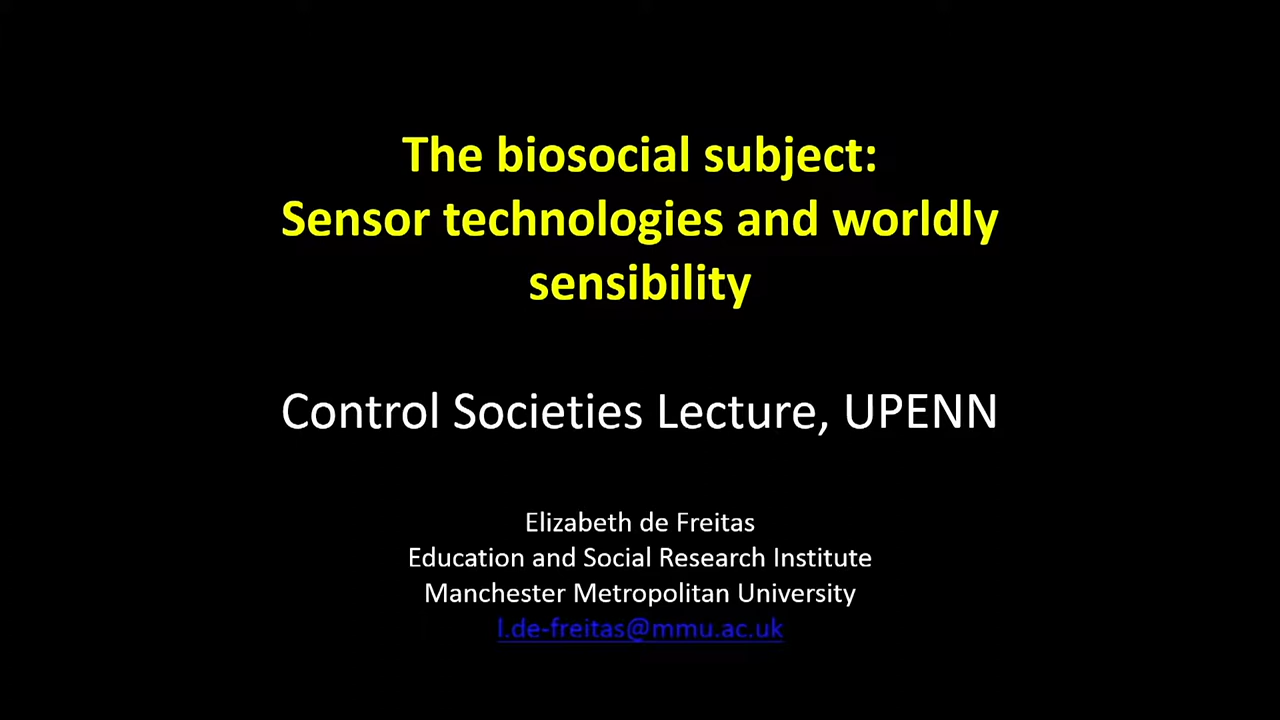 The biosocial subject:
Sensor technologies and worldly
sensibility
Control Societies Lecture, UPENN
Elizabeth de Freitas
Education and Social Research Institute
Manchester Metropolitan University
l.de-freitas@mmu.ac.uk